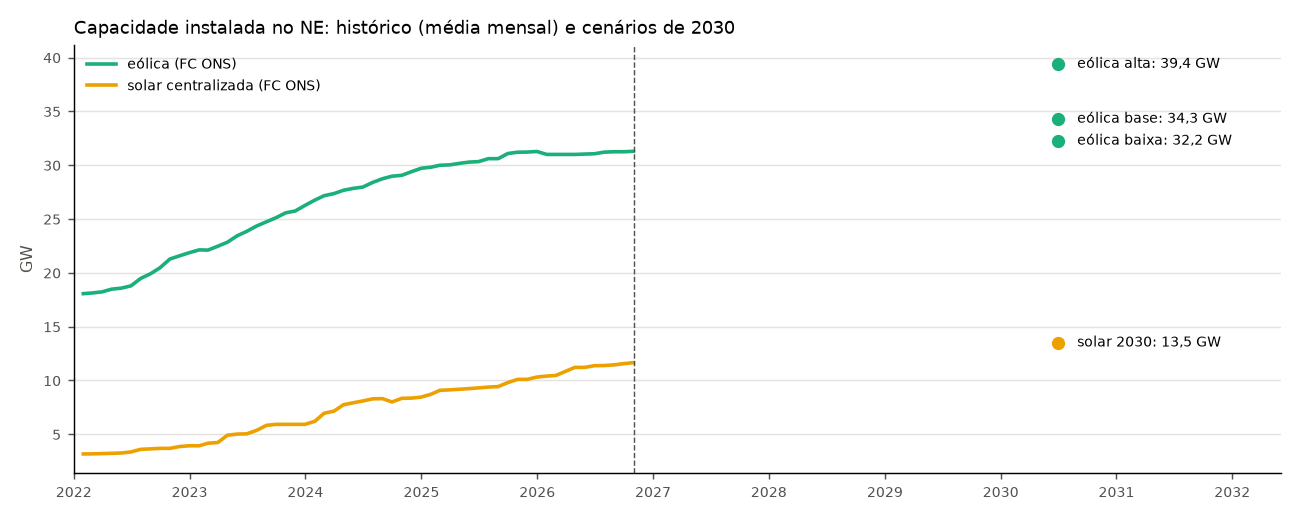 Capacidade instalada no NE: histórico (média mensal) e cenários de 2030
eólica (FC ONS)
solar centralizada (FC ONS)
eólica alta: 39,4 GW
eólica base: 34,3 GW
eólica baixa: 32,2 GW
solar 2030: 13,5 GW
GW
40
35
30
25
20
15
10
5
2022 2023 2024 2025 2026 2027 2028 2029 2030 2031 2032